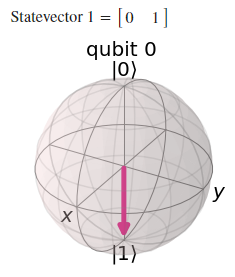 Statevector 1 = [0 1]
qubit 0
|0⟩
x
y
|1⟩